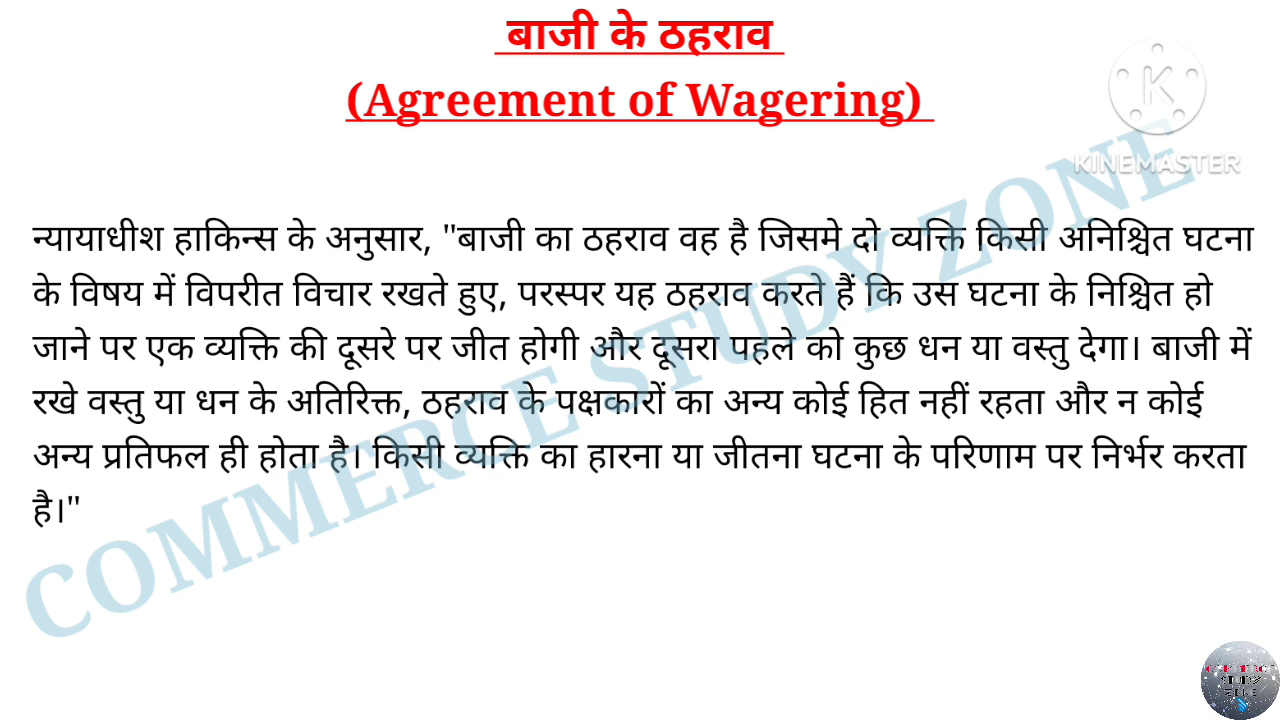 बाजी के ठहराव
(Agreement of Wagering)
K
KINEMASTER
न्यायाधीश हाकिन्स के अनुसार, "बाजी का ठहराव वह है जिसमे दो व्यक्ति किसी अनिश्चित घटना
के विषय में विपरीत विचार रखते हुए, परस्पर यह ठहराव करते हैं कि उस घटना के निश्चित हो
जाने पर एक व्यक्ति की दूसरे पर जीत होगी और दूसरा पहले को कुछ धन या वस्तु देगा। बाजी में
रखे वस्तु या धन के अतिरिक्त, ठहराव के पक्षकारों का अन्य कोई हित नहीं रहता और न कोई
अन्य प्रतिफल ही होता है। किसी व्यक्ति का हारना या जीतना घटना के परिणाम पर निर्भर करता
है।"
COMMERCE STUDY ZONE
STUDY
ZONE